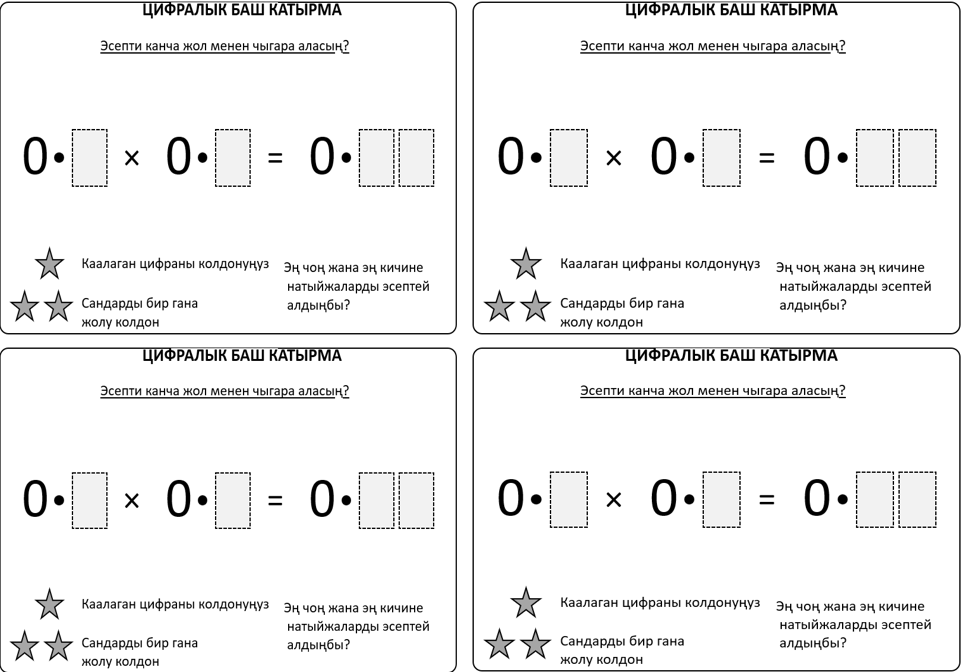 ЦИФРАЛЫК БАШ КАТЫРМА
Эсепти канча жол менен чыгара аласың?
0• × 0• = 0•
Каалаган цифраны колдонуңуз
Сандарды бир гана
жолу колдон
Эң чоң жана эң кичине
натыйжаларды эсептей
алдыңбы?
ЦИФРАЛЫК БАШ КАТЫРМА
Эсепти канча жол менен чыгара аласың?
0• × 0• = 0•
Каалаган цифраны колдонуңуз
Сандарды бир гана
жолу колдон
Эң чоң жана эң кичине
натыйжаларды эсептей
алдыңбы?
ЦИФРАЛЫК БАШ КАТЫРМА
Эсепти канча жол менен чыгара аласың?
0• × 0• = 0•
Каалаган цифраны колдонуңуз
Сандарды бир гана
жолу колдон
Эң чоң жана эң кичине
натыйжаларды эсептей
алдыңбы?
ЦИФРАЛЫК БАШ КАТЫРМА
Эсепти канча жол менен чыгара аласың?
0• × 0• = 0•
Каалаган цифраны колдонуңуз
Сандарды бир гана
жолу колдон
Эң чоң жана эң кичине
натыйжаларды эсептей
алдыңбы?